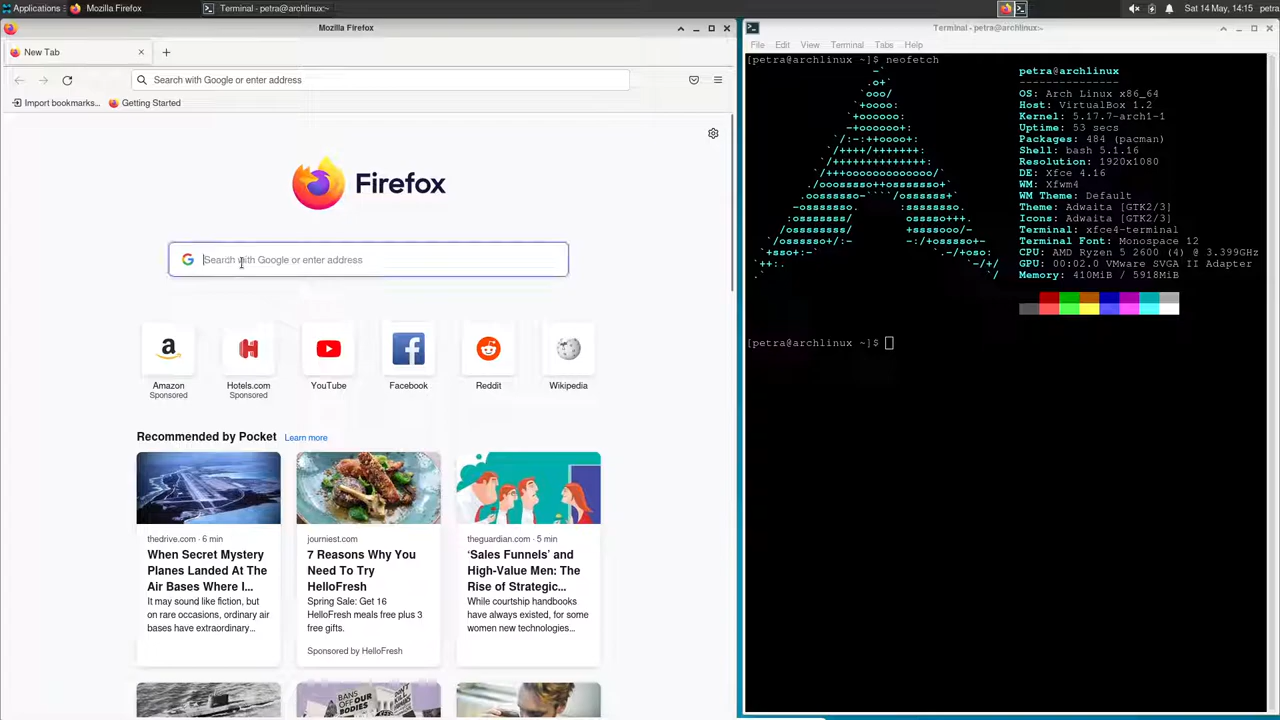 Applications
Mozilla Firefox
Terminal - petra@archlinux:~
Sat 14 May, 14:15
petra
Mozilla Firefox
New Tab
Search with Google or enter address
Import bookmarks...
Getting Started
Firefox
Search with Google or enter address
Amazon
Sponsored
Hotels.com
Sponsored
YouTube
Facebook
Reddit
Wikipedia
Recommended by Pocket
Learn more
thedrive.com · 6 min
When Secret Mystery
Planes Landed At The
Air Bases Where I...
It may sound like fiction, but
on rare occasions, ordinary air
bases have extraordinary...
journiest.com
7 Reasons Why You
Need To Try
HelloFresh
Spring Sale: Get 16
HelloFresh meals free plus 3
free gifts.
Sponsored by HelloFresh
theguardian.com · 5 min
‘Sales Funnels’ and
High-Value Men: The
Rise of Strategic...
While courtship handbooks
have always existed, for some
women new technologies...
BANS
OFF OUR
BODIES
Terminal - petra@archlinux:~
File Edit View Terminal Tabs Help
[petra@archlinux ~]$ neofetch
petra@archlinux
---------------
OS: Arch Linux x86_64
Host: VirtualBox 1.2
Kernel: 5.17.7-arch1-1
Uptime: 53 secs
Packages: 484 (pacman)
Shell: bash 5.1.16
Resolution: 1920x1080
DE: Xfce 4.16
WM: Xfwm4
WM Theme: Default
Theme: Adwaita [GTK2/3]
Icons: Adwaita [GTK2/3]
Terminal: xfce4-terminal
Terminal Font: Monospace 12
CPU: AMD Ryzen 5 2600 (4) @ 3.399GHz
GPU: 00:02.0 VMware SVGA II Adapter
Memory: 410MiB / 5918MiB
[petra@archlinux ~]$